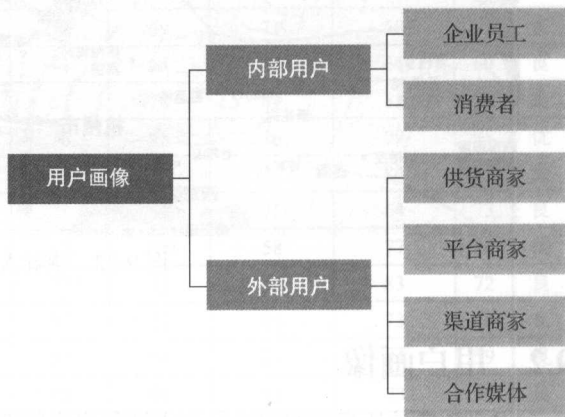 用户画像
内部用户
企业员工
消费者
外部用户
供货商家
平台商家
渠道商家
合作媒体